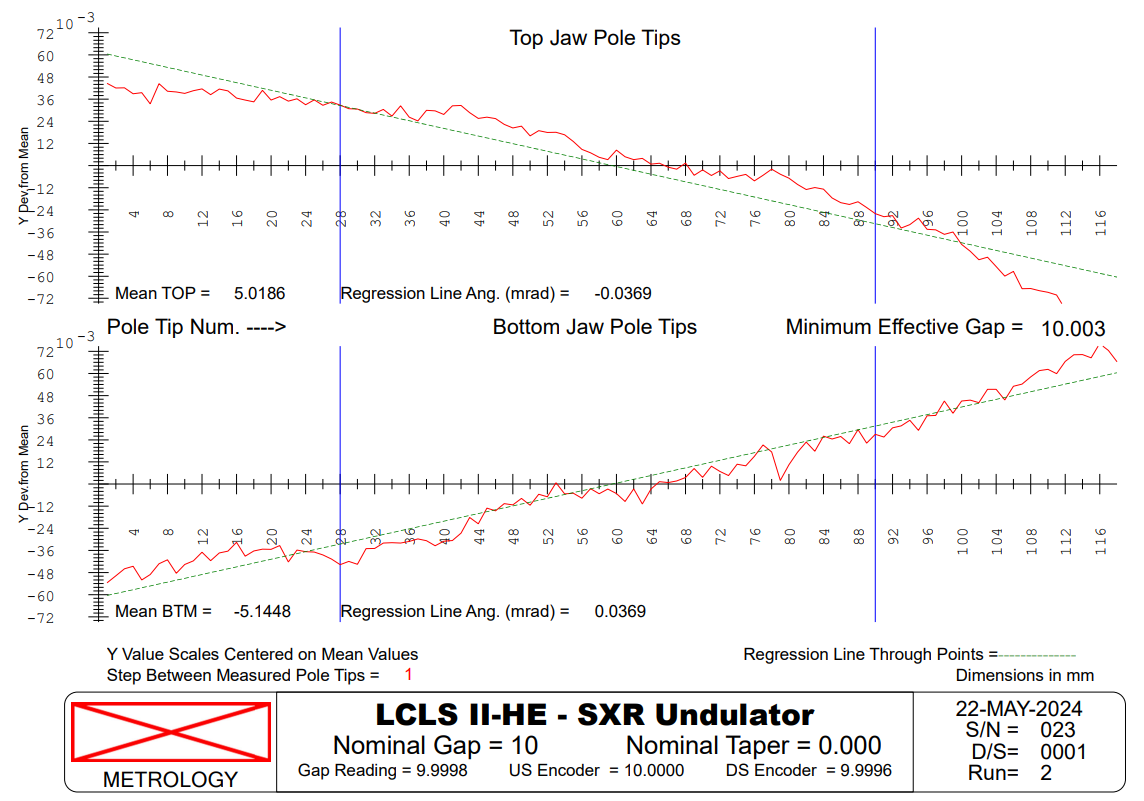 10 -3
Top Jaw Pole Tips
72
60
48
36
24
12
-12
-24
-36
-48
-60
-72
Y Dev.from Mean
4 8 12 16 20 24 28 32 36 40 44 48 52 56 60 64 68 72 76 80 84 88 92 96 100 104 108 112 116
Mean TOP = 5.0186 Regression Line Ang. (mrad) = -0.0369
Pole Tip Num. ----> Bottom Jaw Pole Tips Minimum Effective Gap = 10.003
10 -3
72
60
48
36
24
12
-12
-24
-36
-48
-60
-72
Y Dev.from Mean
4 8 12 16 20 24 28 32 36 40 44 48 52 56 60 64 68 72 76 80 84 88 92 96 100 104 108 112 116
Mean BTM = -5.1448 Regression Line Ang. (mrad) = 0.0369
Y Value Scales Centered on Mean Values Regression Line Through Points =
Step Between Measured Pole Tips = 1 Dimensions in mm
METROLOGY
LCLS II-HE - SXR Undulator
Nominal Gap = 10 Nominal Taper = 0.000
Gap Reading = 9.9998 US Encoder = 10.0000 DS Encoder = 9.9996
22-MAY-2024
S/N = 023
D/S= 0001
Run= 2